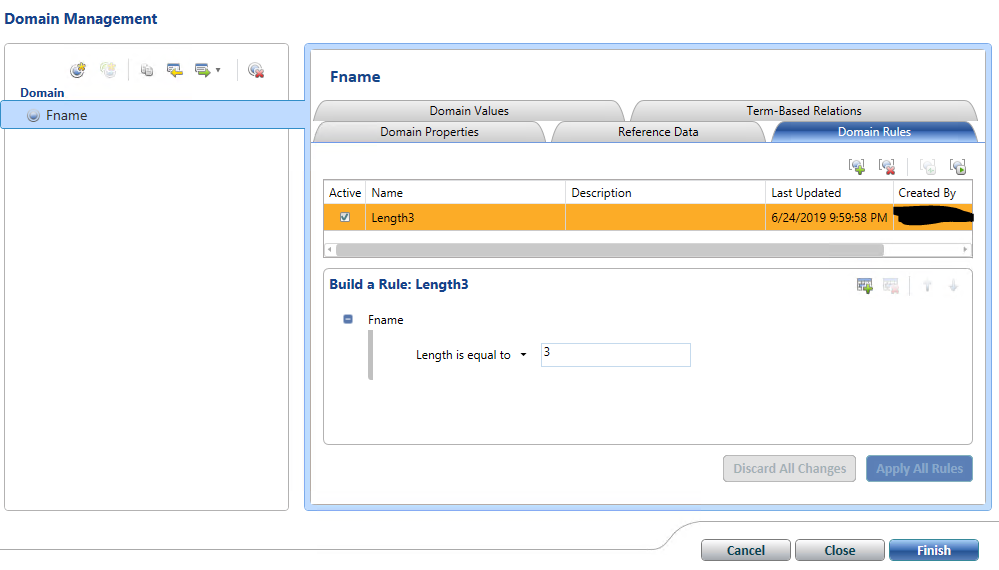 Domain Management
Domain
Fname
Fname
Domain Values
Term-Based Relations
Domain Properties
Reference Data
Domain Rules
Active Name Description Last Updated Created By
Length3 6/24/2019 9:59:58 PM
Build a Rule: Length3
Fname
Length is equal to 3
Discard All Changes Apply All Rules
Cancel Close Finish